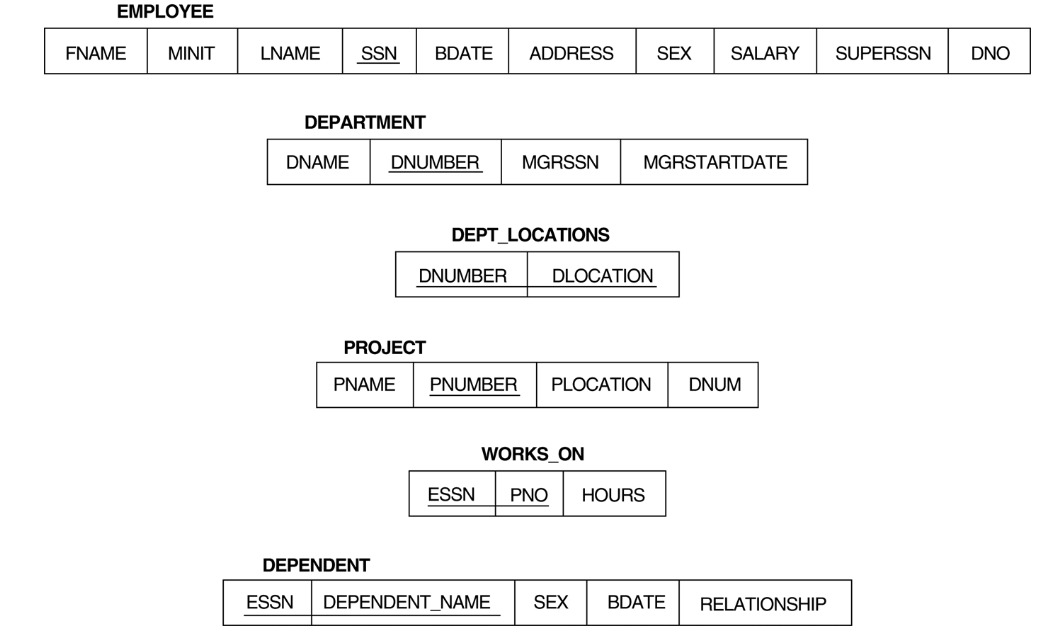 EMPLOYEE
FNAME MINIT LNAME SSN BDATE ADDRESS SEX SALARY SUPERSSN DNO
DEPARTMENT
DNAME DNUMBER MGRSSN MGRSTARTDATE
DEPT_LOCATIONS
DNUMBER DLOCATION
PROJECT
PNAME PNUMBER PLOCATION DNUM
WORKS_ON
ESSN PNO HOURS
DEPENDENT
ESSN DEPENDENT_NAME SEX BDATE RELATIONSHIP